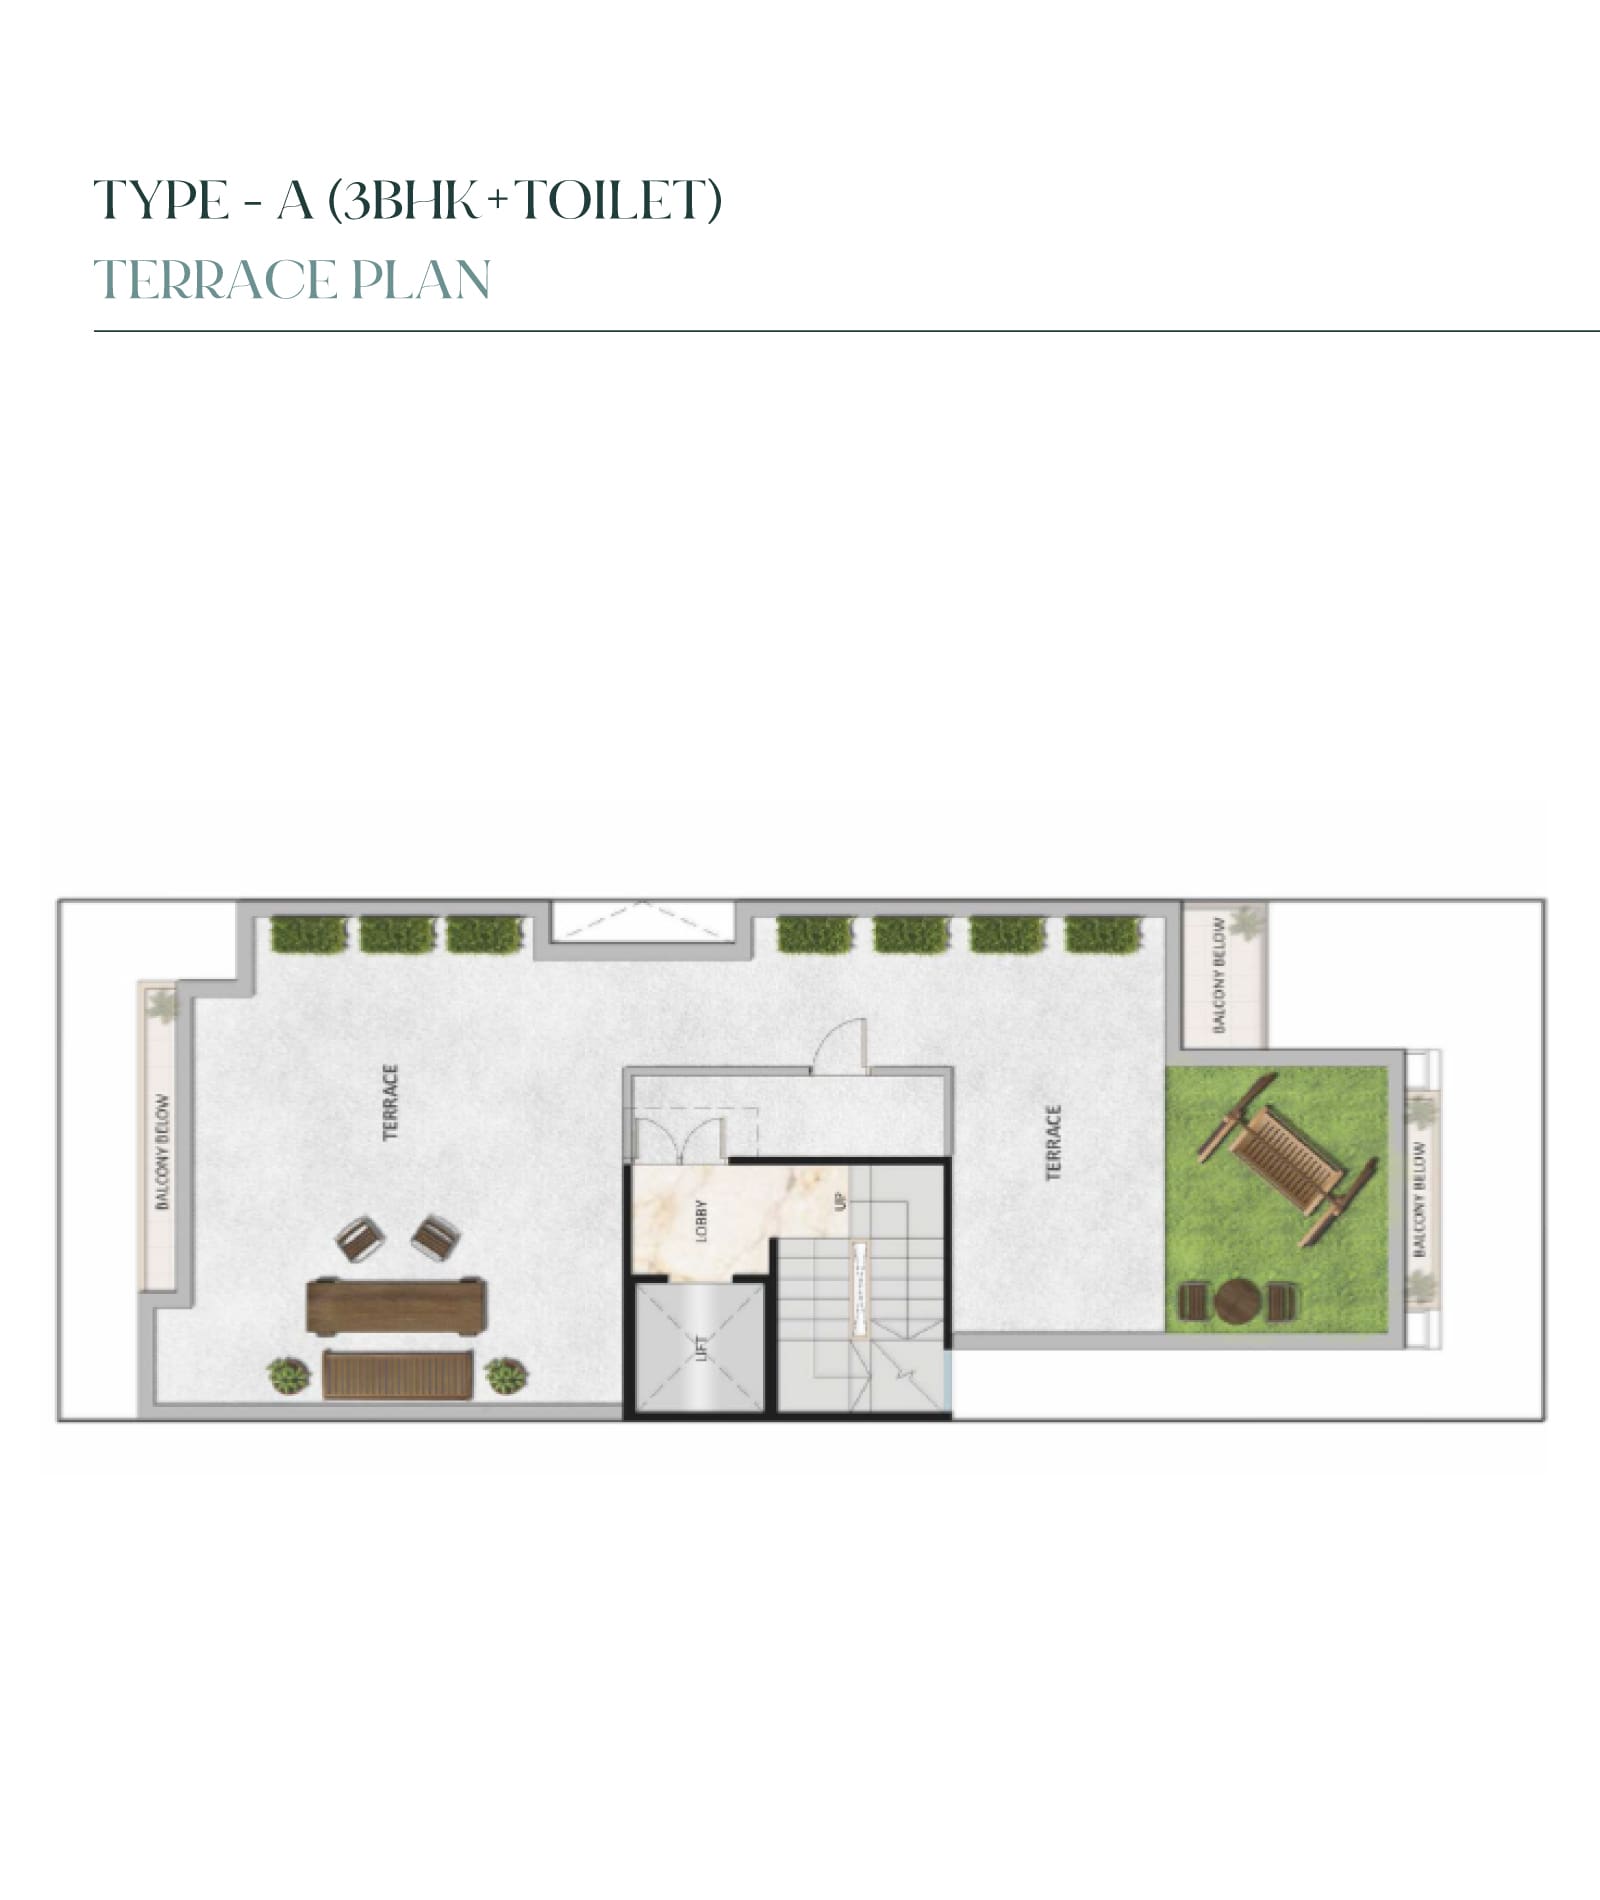 TYPE - A (3BHK+TOILET)
TERRACE PLAN
BALCONY BELOW
TERRACE
LOBBY
UP
LIFT
TERRACE
BALCONY BELOW
BALCONY BELOW